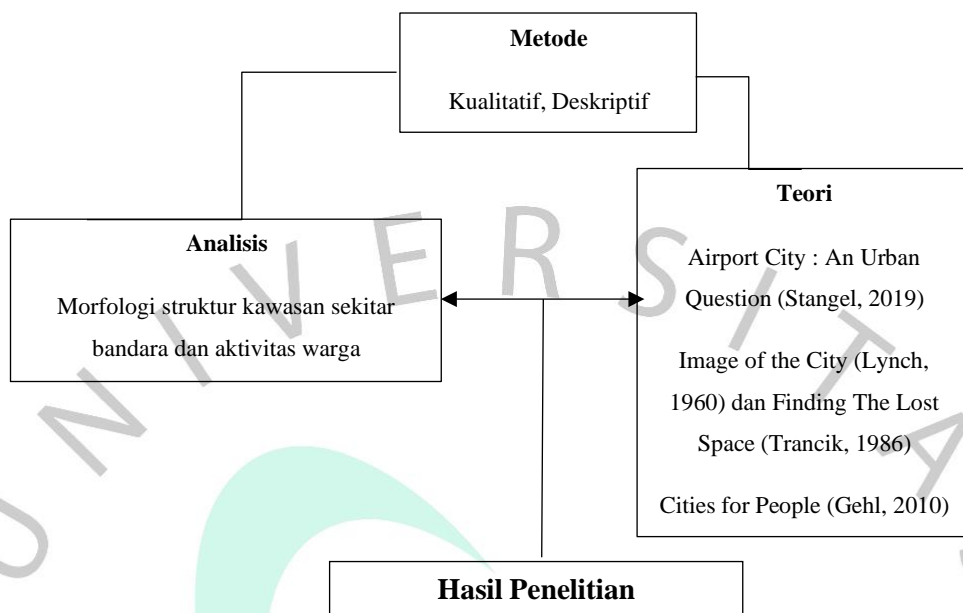 Metode
Kualitatif, Deskriptif
Analisis
Morfologi struktur kawasan sekitar
bandara dan aktivitas warga
Teori
Airport City : An Urban
Question (Stangel, 2019)
Image of the City (Lynch,
1960) dan Finding The Lost
Space (Trancik, 1986)
Cities for People (Gehl, 2010)
Hasil Penelitian
UNIVERSITAS